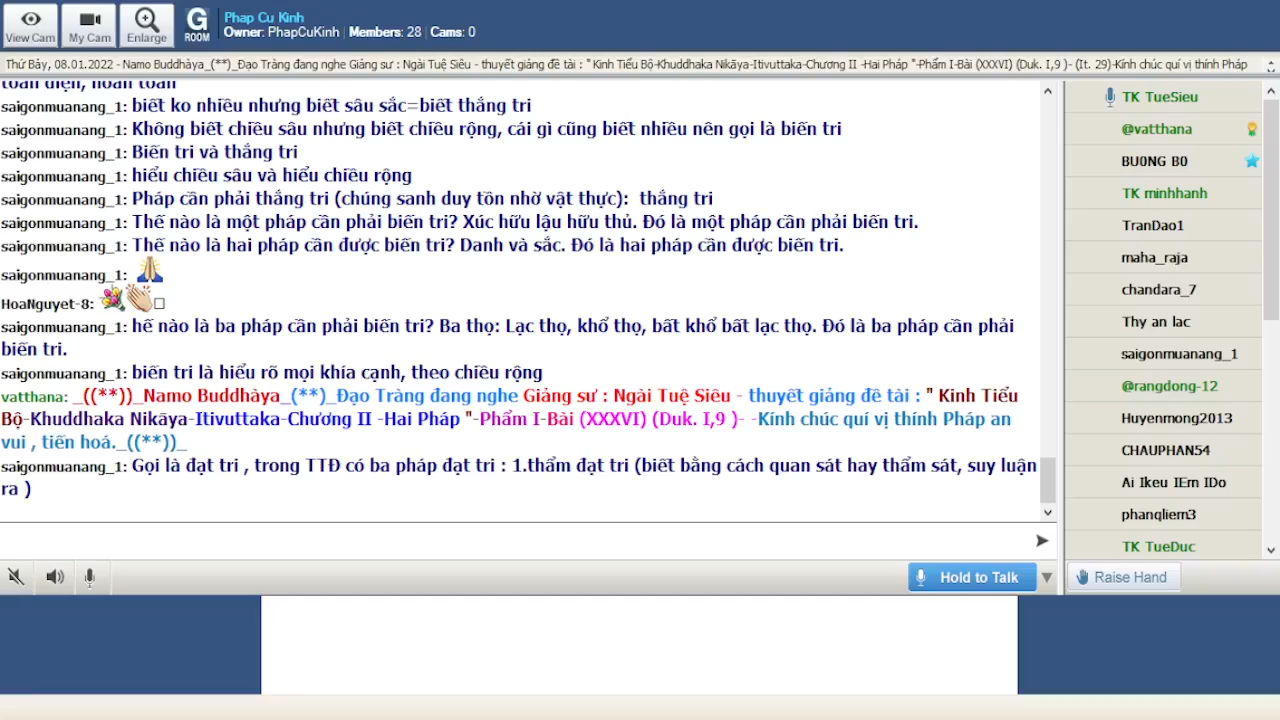 View Cam
My Cam
Enlarge
G
ROOM
Phap Cu Kinh
Owner: PhapCuKinh | Members: 28 | Cams: 0
Thứ Bảy, 08.01.2022 - Namo Buddhàya_(**)_Đạo Tràng đang nghe Giảng sư : Ngài Tuệ Siêu - thuyết giảng đề tài : " Kinh Tiểu Bộ-Khuddhaka Nikāya-Itivuttaka-Chương II -Hai Pháp "-Phẩm I-Bài (XXXVI) (Duk. I,9 )- (It. 29)-Kính chúc quí vị thính Pháp
toàn diện, hoàn toàn
saigonmuanang_1: biết ko nhiều nhưng biết sâu sắc=biết thắng tri
saigonmuanang_1: Không biết chiều sâu nhưng biết chiều rộng, cái gì cũng biết nhiều nên gọi là biến tri
saigonmuanang_1: Biến tri và thắng tri
saigonmuanang_1: hiểu chiều sâu và hiểu chiều rộng
saigonmuanang_1: Pháp cần phải thắng tri (chúng sanh duy tồn nhờ vật thực): thắng tri
saigonmuanang_1: Thế nào là một pháp cần phải biến tri? Xúc hữu lậu hữu thủ. Đó là một pháp cần phải biến tri.
saigonmuanang_1: Thế nào là hai pháp cần được biến tri? Danh và sắc. Đó là hai pháp cần được biến tri.
saigonmuanang_1:
HoaNguyet-8:
saigonmuanang_1: hế nào là ba pháp cần phải biến tri? Ba thọ: Lạc thọ, khổ thọ, bất khổ bất lạc thọ. Đó là ba pháp cần phải
biến tri.
saigonmuanang_1: biến tri là hiểu rõ mọi khía cạnh, theo chiều rộng
vatthana: _((**))_Namo Buddhàya_(**)_Đạo Tràng đang nghe Giảng sư : Ngài Tuệ Siêu - thuyết giảng đề tài : " Kinh Tiểu
Bộ-Khuddhaka Nikāya-Itivuttaka-Chương II -Hai Pháp "-Phẩm I-Bài (XXXVI) (Duk. I,9 )- -Kính chúc quí vị thính Pháp an
vui , tiến hoá._((**))_
saigonmuanang_1: Gọi là đạt tri , trong TTĐ có ba pháp đạt tri : 1.thẩm đạt tri (biết bằng cách quan sát hay thẩm sát, suy luận
ra )
Hold to Talk
TK TueSieu
@vatthana
BU0NG B0
TK minhhanh
TranDao1
maha_raja
chandara_7
Thy an lac
saigonmuanang_1
@rangdong-12
Huyenmong2013
CHAUPHAN54
Ai Ikeu IEm IDo
phanqliem3
TK TueDuc
Raise Hand